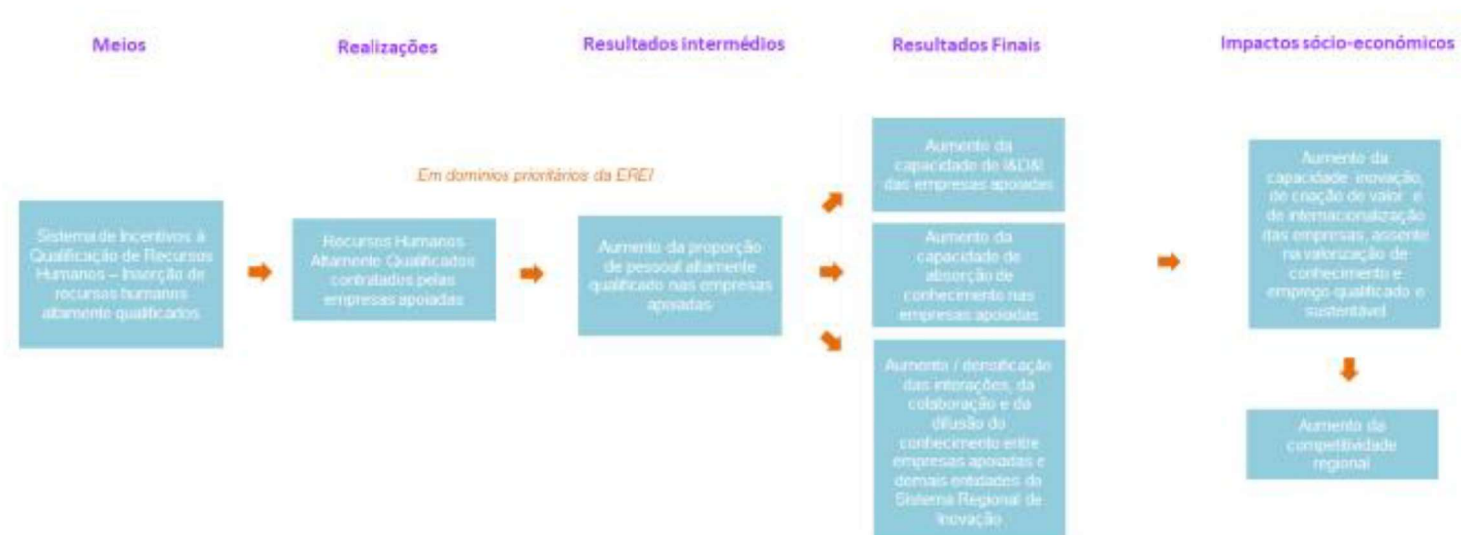 Meios
Realizações
Resultados intermédios
Resultados Finais
Impactos sócio-económicos
Em domínios prioritários da EREI
Sistema de Incentivos à
Qualificação de Recursos
Humanos – Inserção de
recursos humanos
altamente qualificados
Recursos Humanos
Altamente Qualificados
contratados pelas
empresas apoiadas
Aumento da proporção
de pessoal altamente
qualificado nas empresas
apoiadas
Aumento da
capacidade de I&D&I
das empresas apoiadas
Aumento da
capacidade de
absorção de
conhecimento nas
empresas apoiadas
Aumento / densificação
das interações, da
colaboração e da
difusão do
conhecimento entre
empresas apoiadas e
demais entidades do
Sistema Regional de
Inovação
Aumento da
capacidade inovação,
de criação de valor e
de internacionalização
das empresas, assente
na valorização de
conhecimento e
emprego qualificado e
sustentável
Aumento da
competitividade
regional